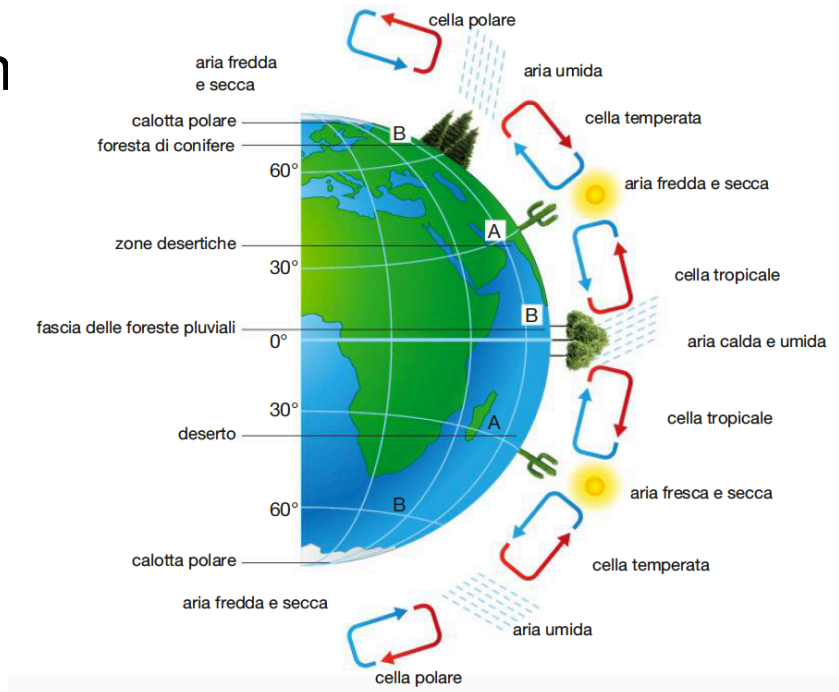 n
cella polare
aria fredda
e secca
aria umida
calotta polare
cella temperata
B
foresta di conifere
60°
aria fredda e secca
A
zone desertiche
30°
cella tropicale
B
fascia delle foreste pluviali
0°
aria calda e umida
30°
cella tropicale
A
deserto
aria fresca e secca
B
60°
calotta polare
cella temperata
aria fredda e secca
aria umida
cella polare